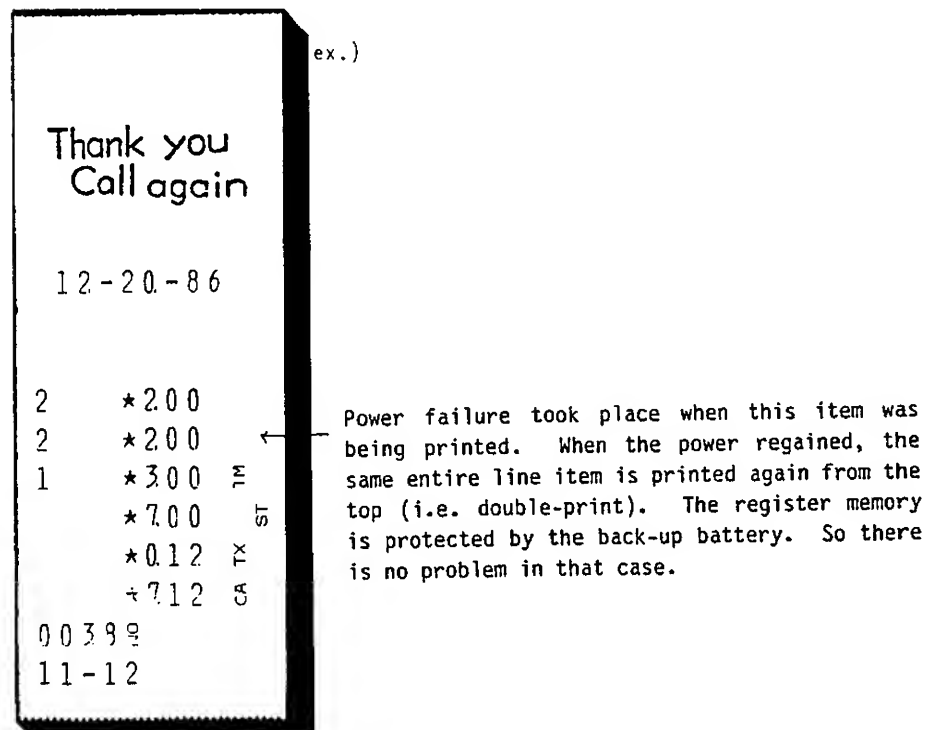 ex.)
Thank you
Call again
12-20-86
2 *2.00
2 *2.00
1 *3.00 TM
*7.00 ST
*0.12 TX
*7.12 CA
11-12
Power failure took place when this item was
being printed. When the power regained, the
same entire line item is printed again from the
top (i.e. double-print). The register memory
is protected by the back-up battery. So there
is no problem in that case.